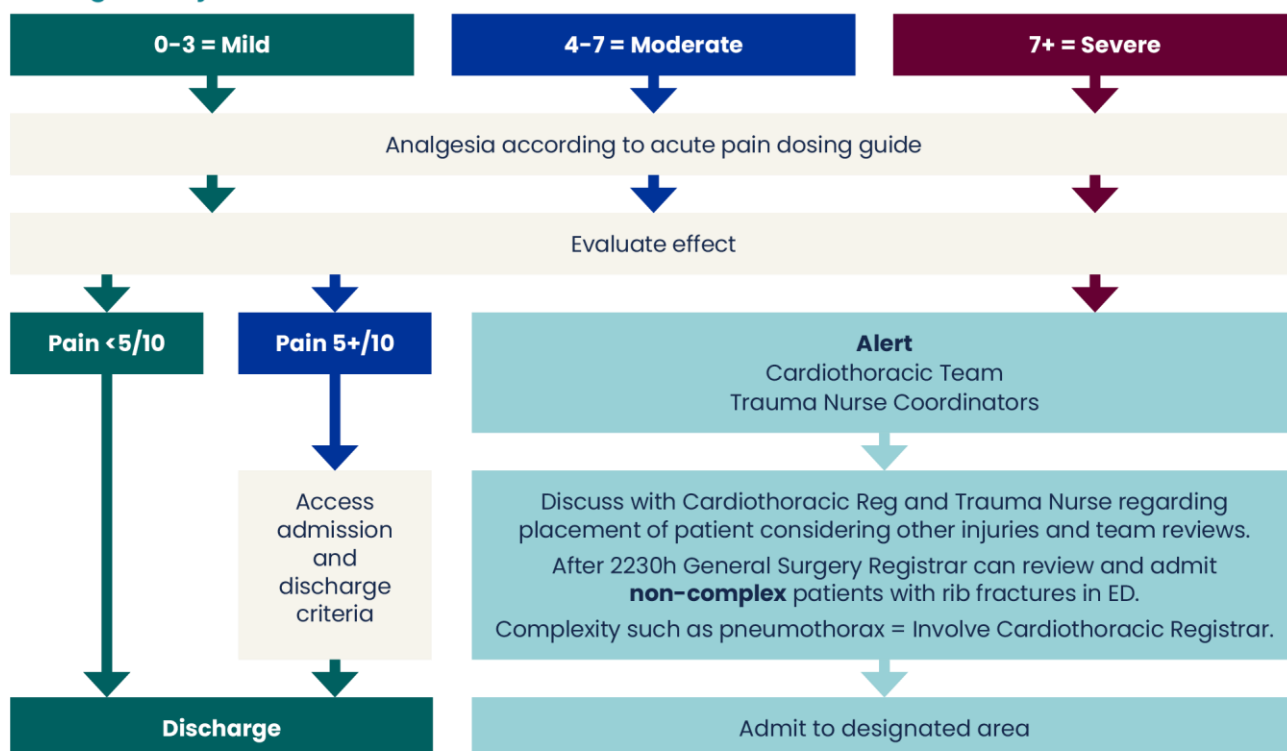 0-3 = Mild
4-7 = Moderate
7+ = Severe
Analgesia according to acute pain dosing guide
Evaluate effect
Pain <5/10
Pain 5+/10
Alert
Cardiothoracic Team
Trauma Nurse Coordinators
Access
admission
and
discharge
criteria
Discuss with Cardiothoracic Reg and Trauma Nurse regarding
placement of patient considering other injuries and team reviews.
After 2230h General Surgery Registrar can review and admit
non-complex patients with rib fractures in ED.
Complexity such as pneumothorax = Involve Cardiothoracic Registrar.
Discharge
Admit to designated area